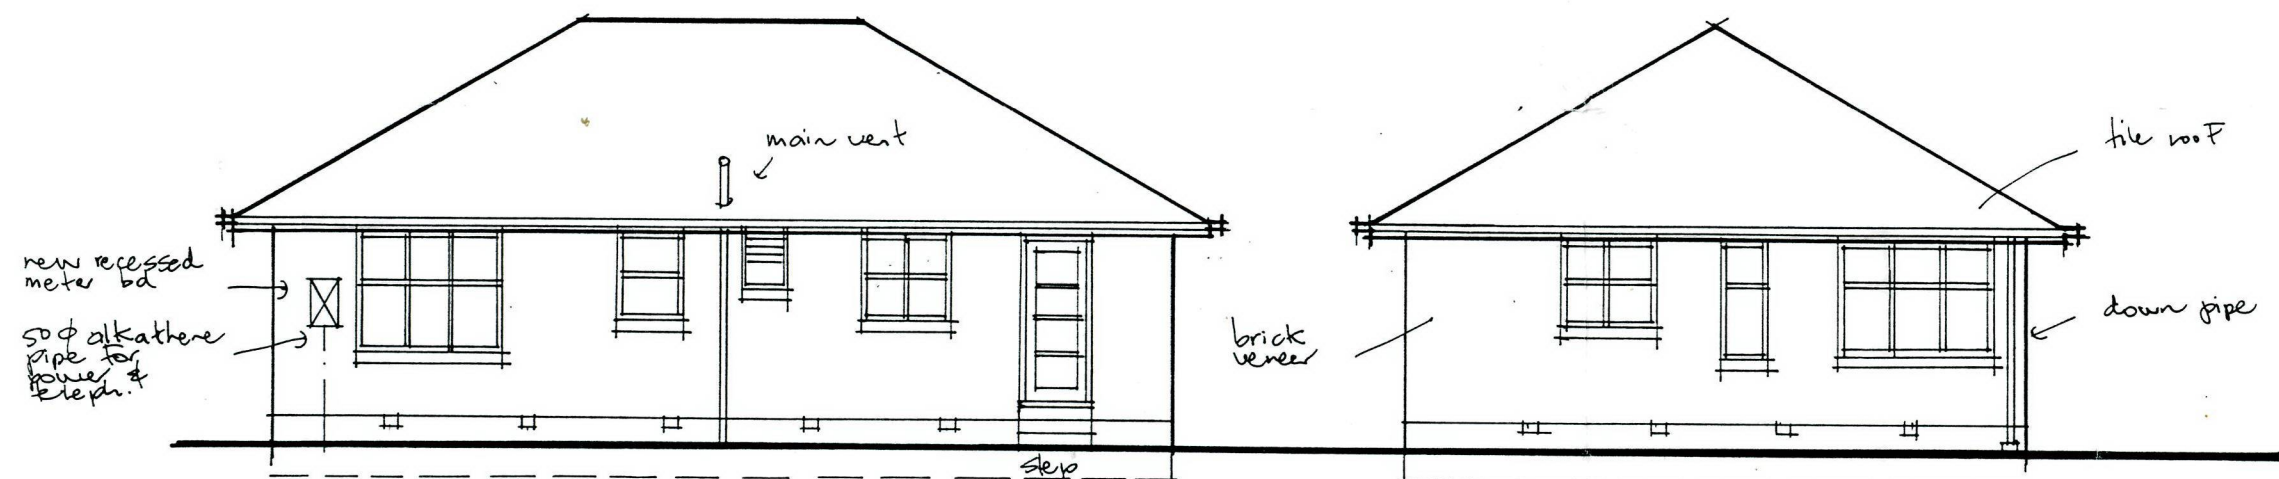 main vent
tile roof
new recessed
meter bd
50 φ alkathene
pipe for
power &
teleph.
brick
veneer
down pipe
step